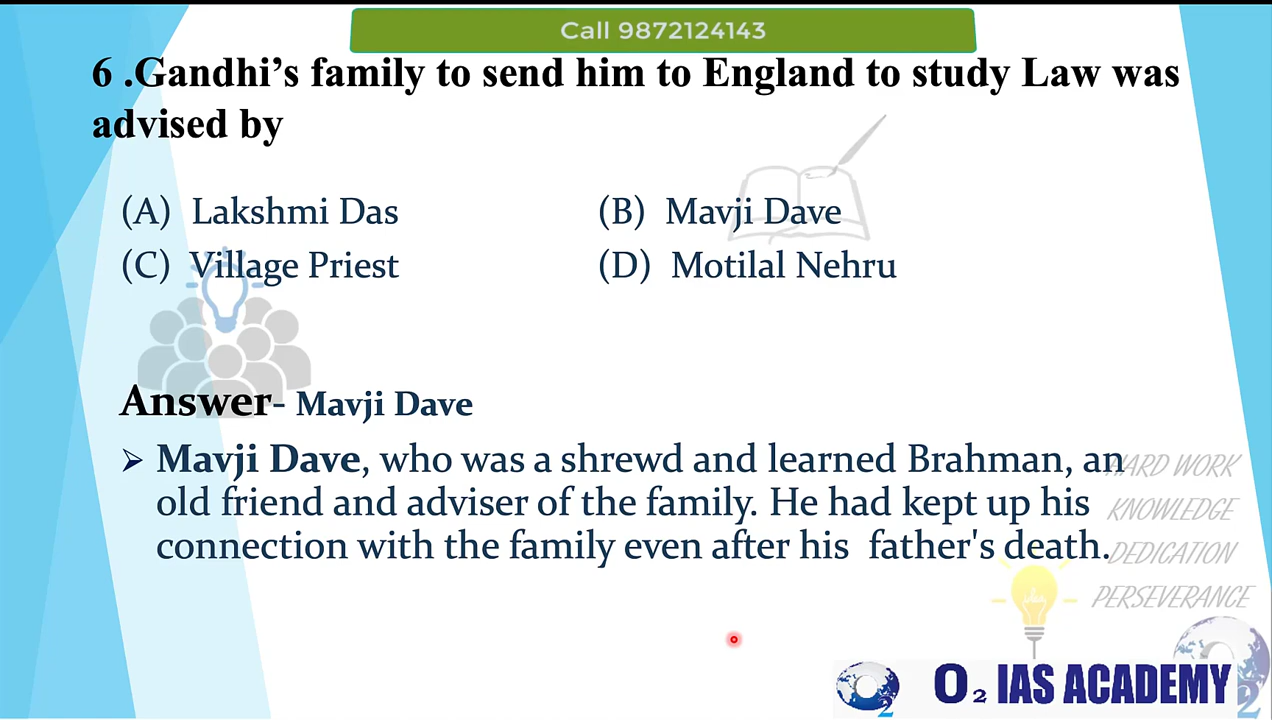 Call 9872124143
6 .Gandhi’s family to send him to England to study Law was
advised by
(A) Lakshmi Das (B) Mavji Dave
(C) Village Priest (D) Motilal Nehru
Answer- Mavji Dave
➢ Mavji Dave, who was a shrewd and learned Brahman, an
old friend and adviser of the family. He had kept up his
connection with the family even after his father's death.
HARD WORK
KNOWLEDGE
DEDICATION
PERSEVERANCE
idea
2
O2 IAS ACADEMY
2